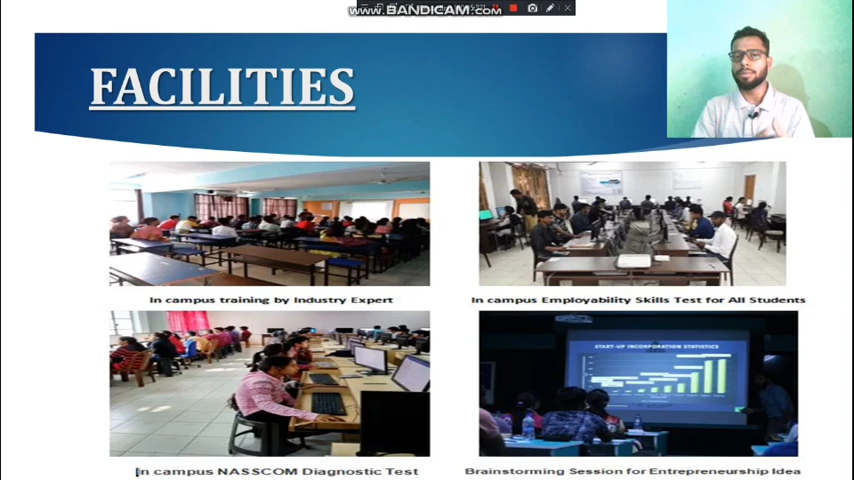 www.BANDICAM.com
FACILITIES
In campus training by Industry Expert
In campus Employability Skills Test for All Students
START-UP INCORPORATION STATISTICS
In campus NASSCOM Diagnostic Test
Brainstorming Session for Entrepreneurship Idea